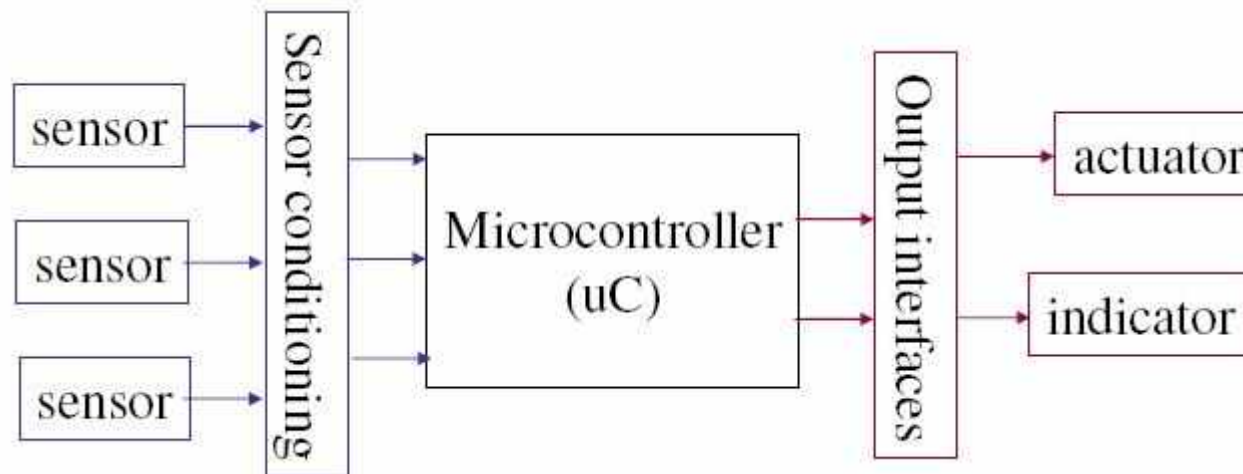 sensor
sensor
sensor
Sensor conditioning
Microcontroller
(uC)
Output interfaces
actuator
indicator